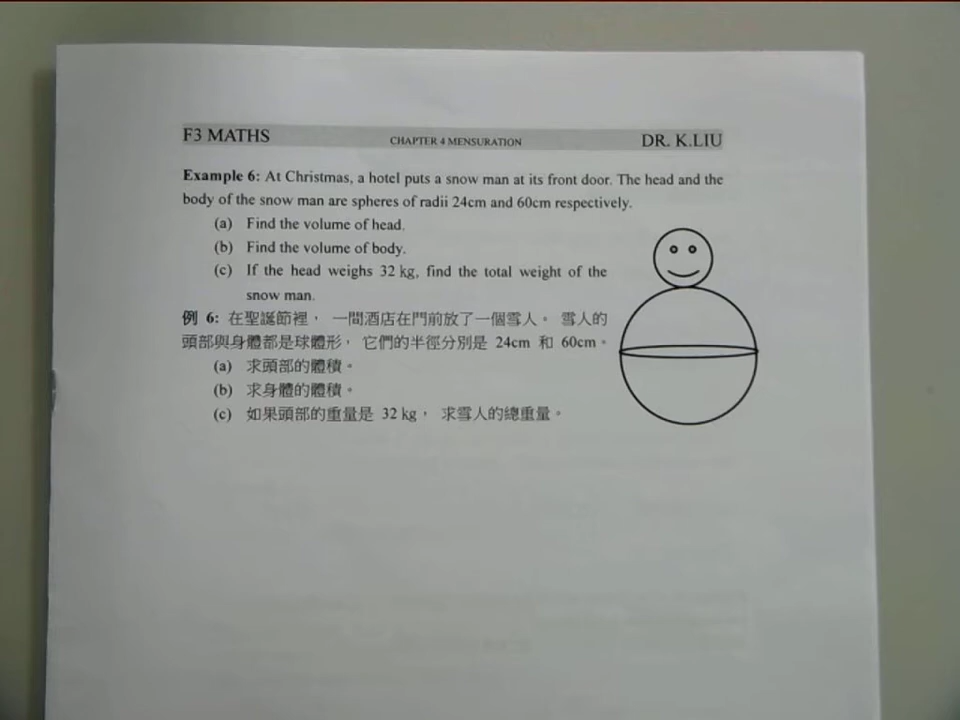 F3 MATHS CHAPTER 4 MENSURATION DR. K.LIU
Example 6: At Christmas, a hotel puts a snow man at its front door. The head and the
body of the snow man are spheres of radii 24cm and 60cm respectively.
(a) Find the volume of head.
(b) Find the volume of body.
(c) If the head weighs 32 kg, find the total weight of the
snow man.
例 6: 在聖誕節裡， 一間酒店在門前放了一個雪人。 雪人的
頭部與身體都是球體形， 它們的半徑分別是 24cm 和 60cm。
(a) 求頭部的體積。
(b) 求身體的體積。
(c) 如果頭部的重量是 32 kg， 求雪人的總重量。